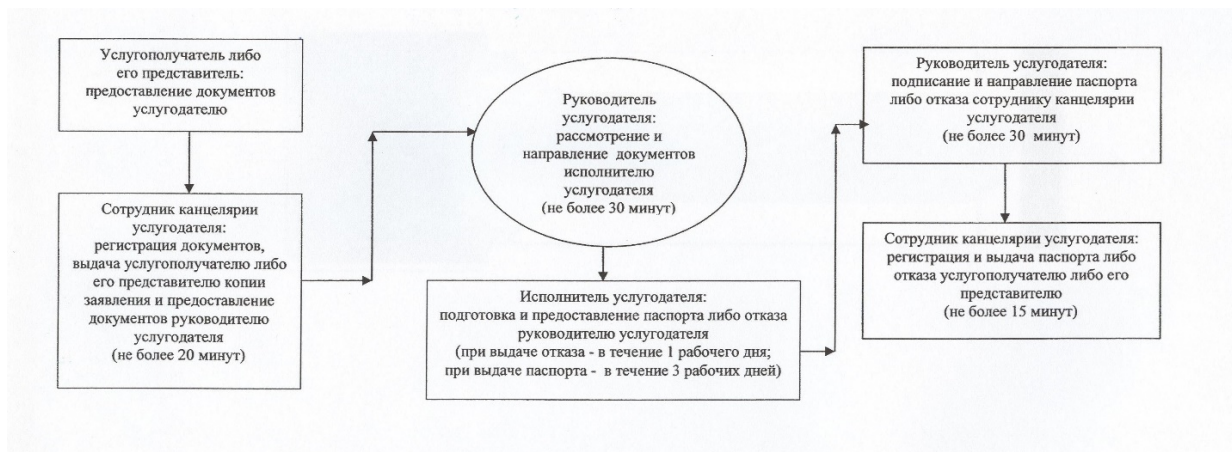 Услугополучатель либо
его представитель:
предоставление документов
услугодателю
Сотрудник канцелярии
услугодателя:
регистрация документов,
выдача услугополучателю либо
его представителю копии
заявления и предоставление
документов руководителю
услугодателя
(не более 20 минут)
Руководитель
услугодателя:
рассмотрение и
направление документов
исполнителю
услугодателя
(не более 30 минут)
Исполнитель услугодателя:
подготовка и предоставление паспорта либо отказа
руководителю услугодателя
(при выдаче отказа - в течение 1 рабочего дня;
при выдаче паспорта - в течение 3 рабочих дней)
Руководитель услугодателя:
подписание и направление паспорта
либо отказа сотруднику канцелярии
услугодателя
(не более 30 минут)
Сотрудник канцелярии услугодателя:
регистрация и выдача паспорта либо
отказа услугополучателю либо его
представителю
(не более 15 минут)